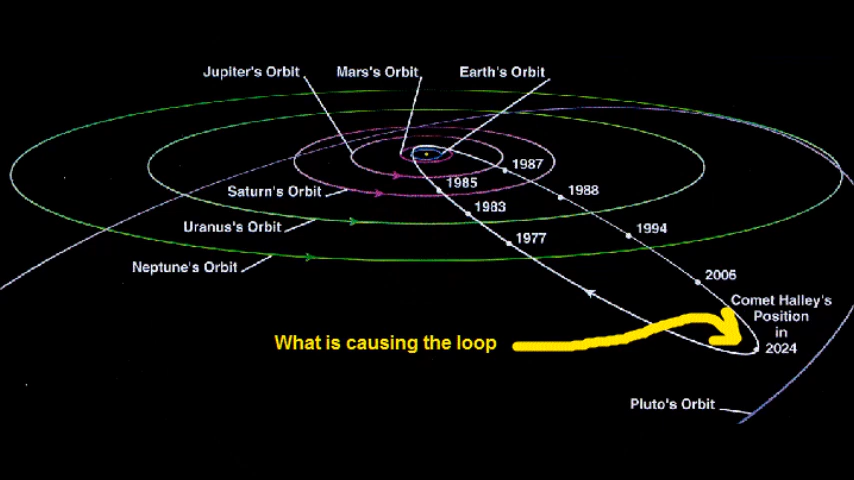 Jupiter's Orbit
Mars's Orbit
Earth's Orbit
1987
1985
1988
Saturn's Orbit
1983
Uranus's Orbit
1994
1977
Neptune's Orbit
2005
Comet Halley's
Position
in
2024
What is causing the loop
Pluto's Orbit